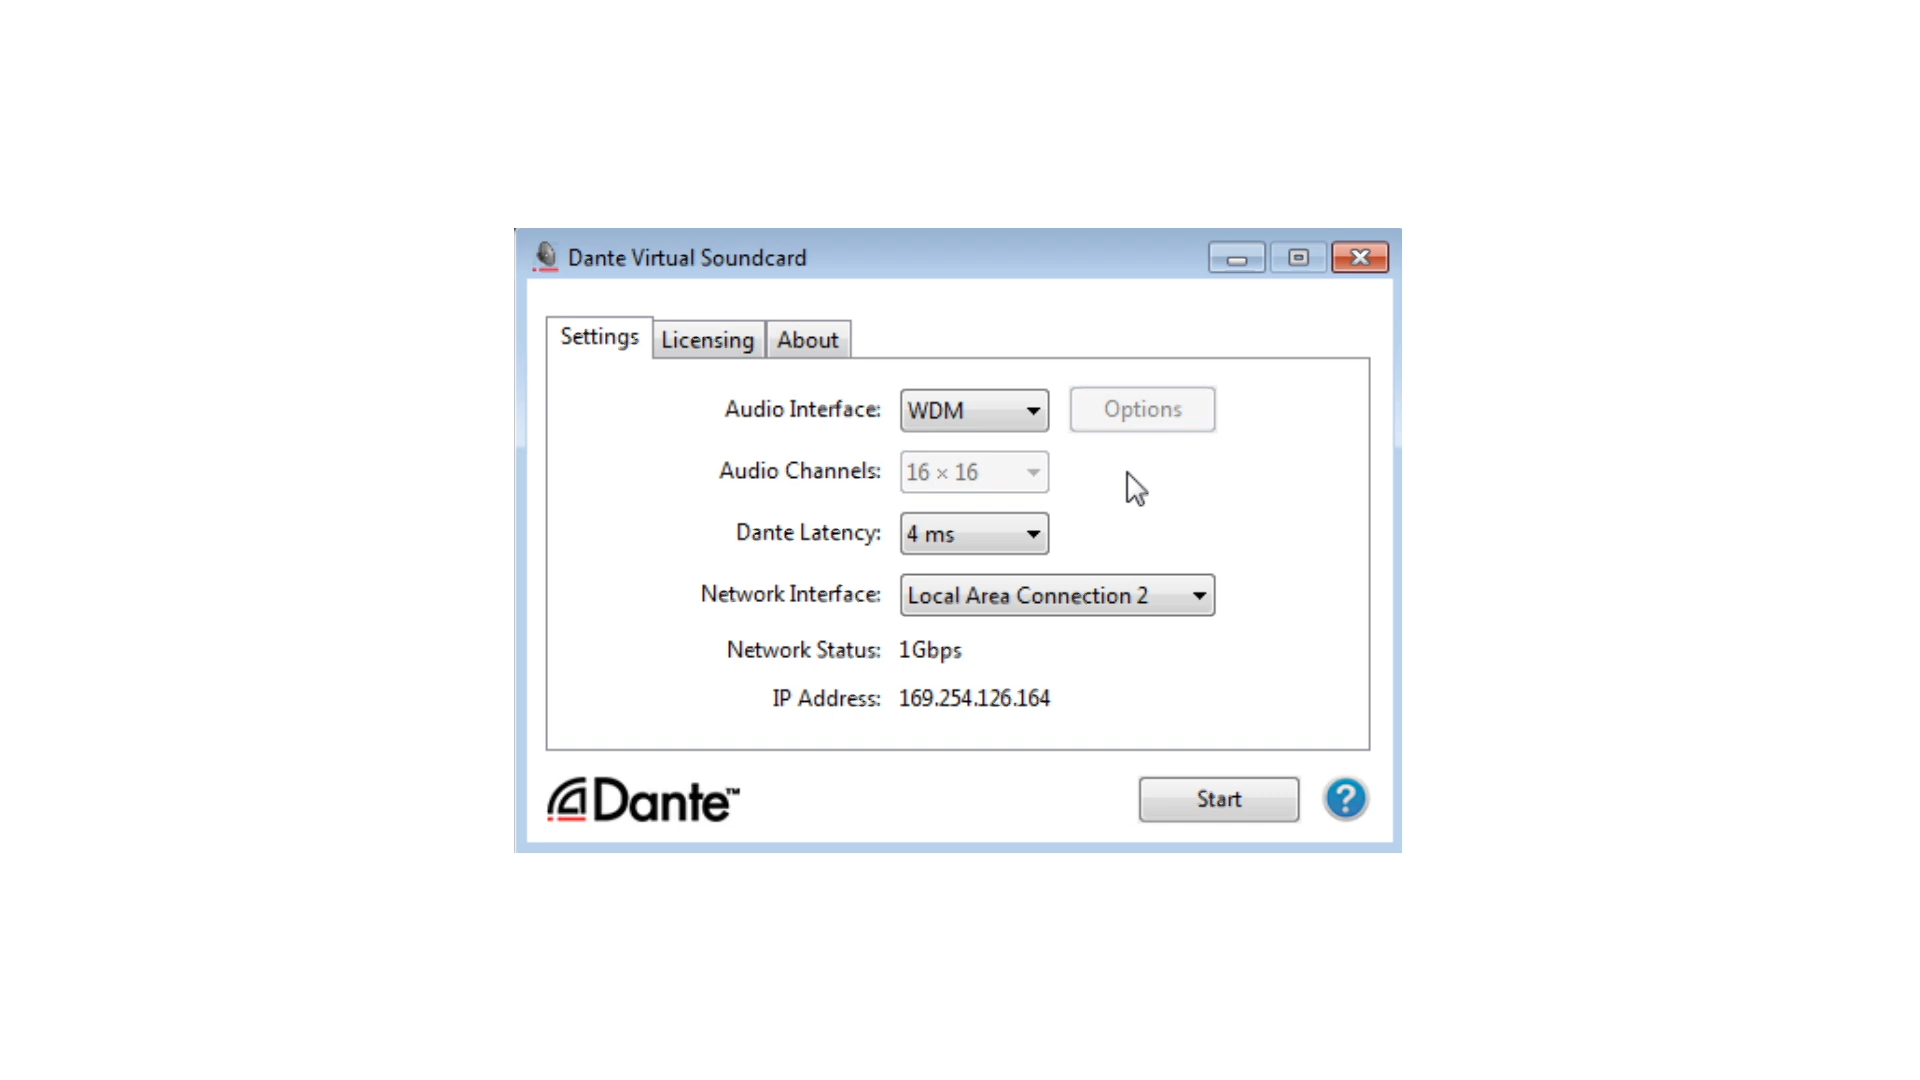 Dante Virtual Soundcard
Settings Licensing About
Audio Interface: WDM Options
Audio Channels: 16 × 16
Dante Latency: 4 ms
Network Interface: Local Area Connection 2
Network Status: 1Gbps
IP Address: 169.254.126.164
Dante™ Start ?